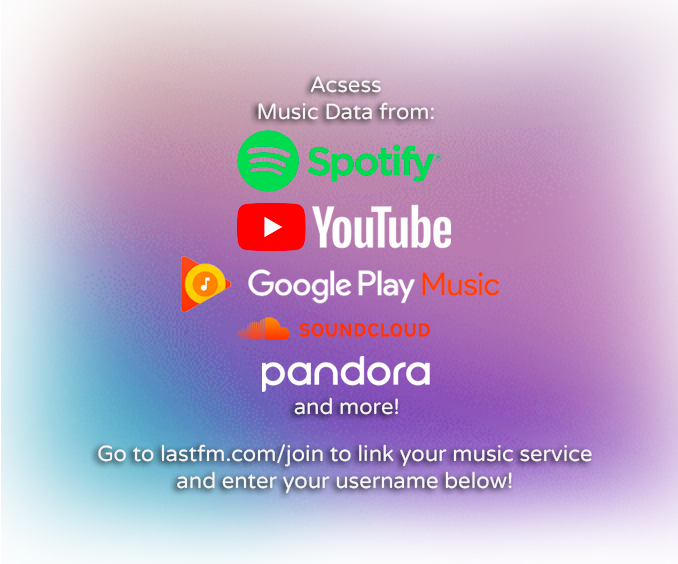 Acsess
Music Data from:
Spotify®
YouTube
Google Play Music
SOUNDCLOUD
pandora
and more!
Go to lastfm.com/join to link your music service
and enter your username below!